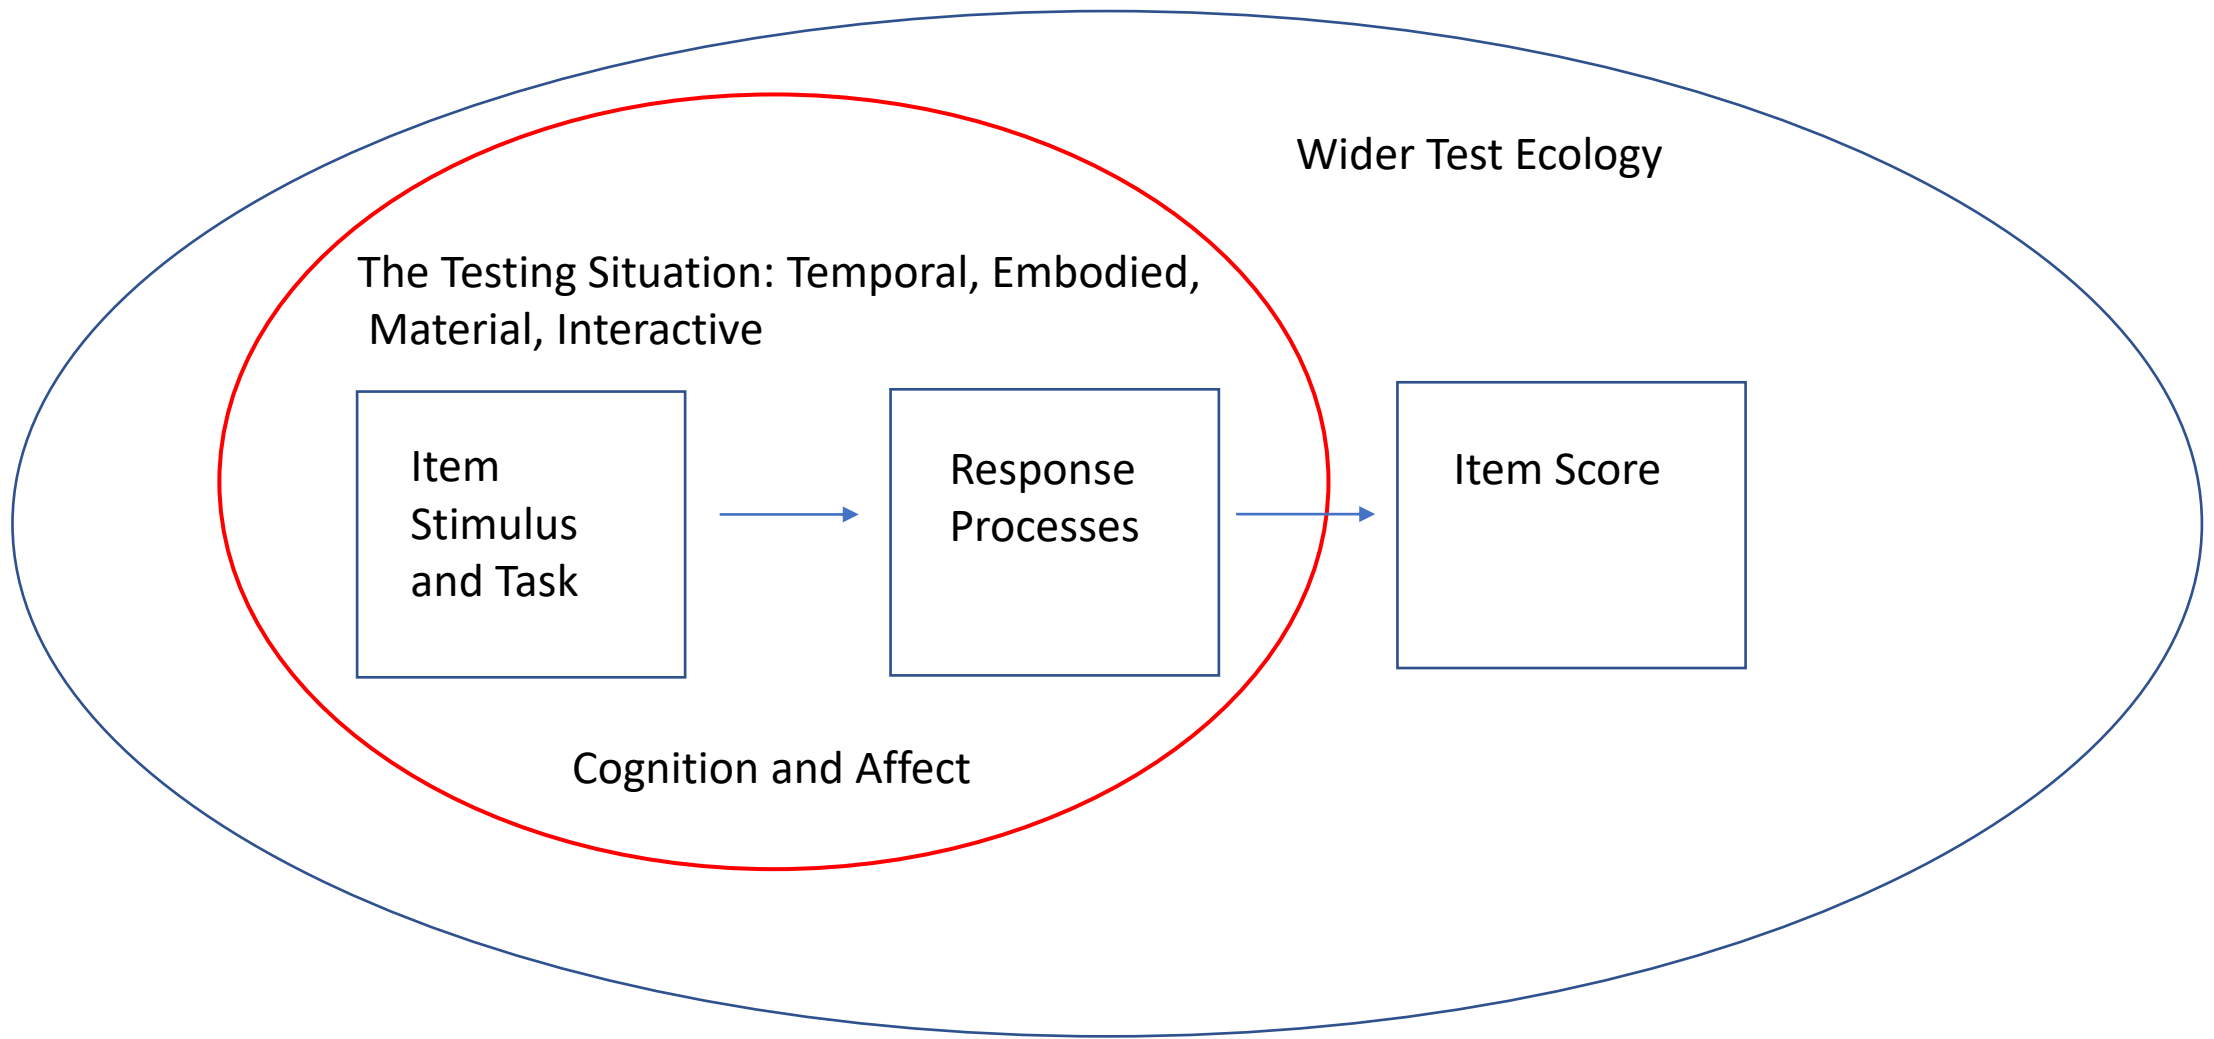 Wider Test Ecology
The Testing Situation: Temporal, Embodied,
Material, Interactive
Item
Stimulus
and Task
Response
Processes
Item Score
Cognition and Affect